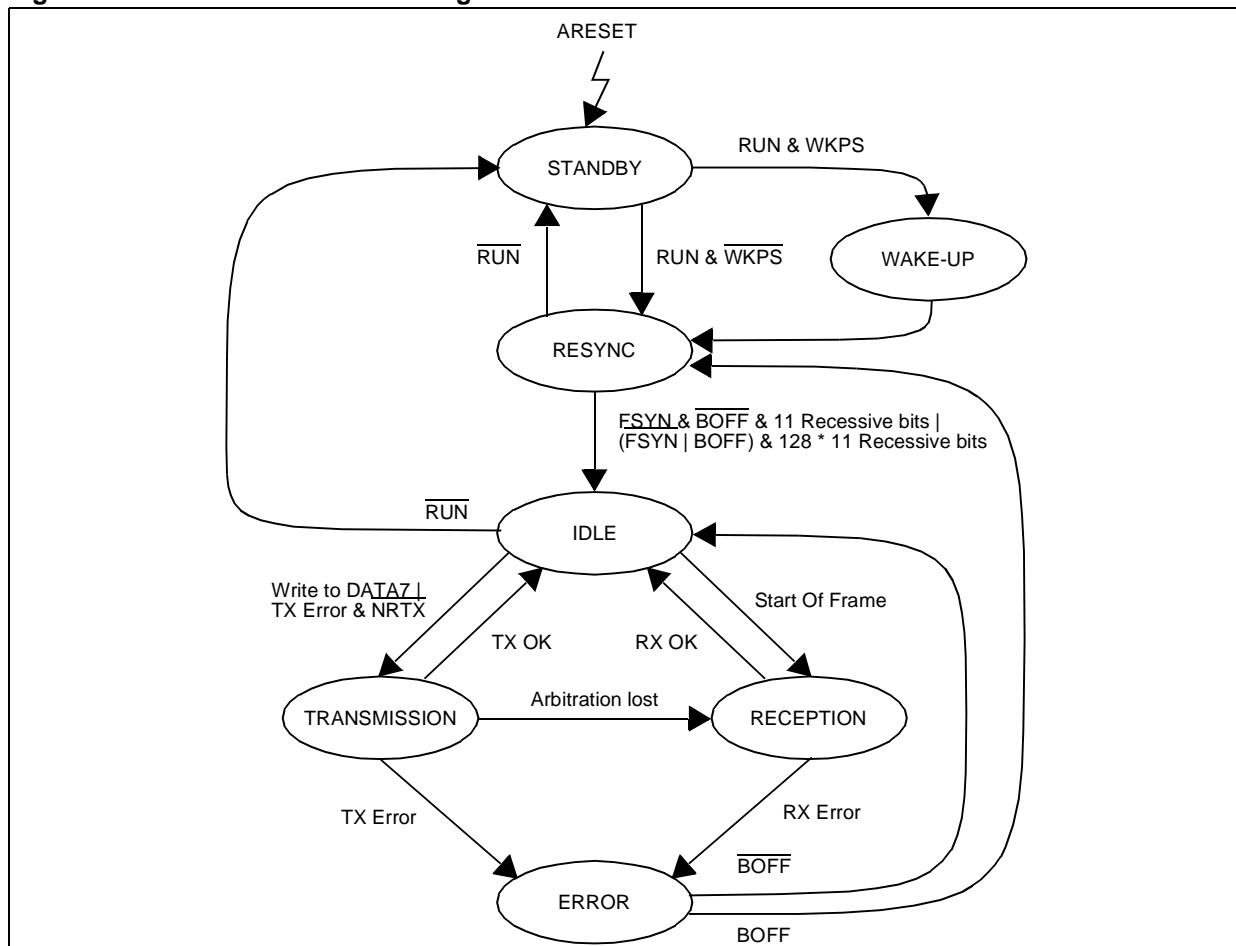 ARESET
STANDBY
RUN & WKPS
WAKE-UP
RUN
RUN & WKPS
RESYNC
FSYN & BOFF & 11 Recessive bits |
(FSYN | BOFF) & 128 * 11 Recessive bits
RUN
IDLE
Write to DATA7 |
TX Error & NRTX
TX OK
RX OK
Start Of Frame
TRANSMISSION
Arbitration lost
RECEPTION
TX Error
RX Error
BOFF
ERROR
BOFF